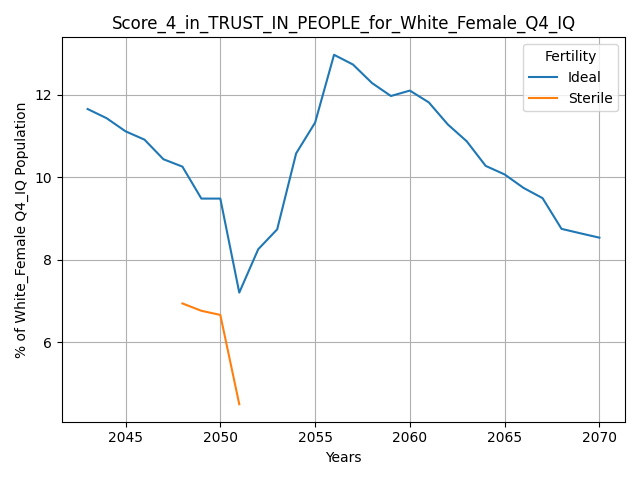 Score_4_in_TRUST_IN_PEOPLE_for_White_Female_Q4_IQ
Fertility
Ideal
Sterile
% of White_Female Q4_IQ Population
12
10
8
6
2045 2050 2055 2060 2065 2070
Years